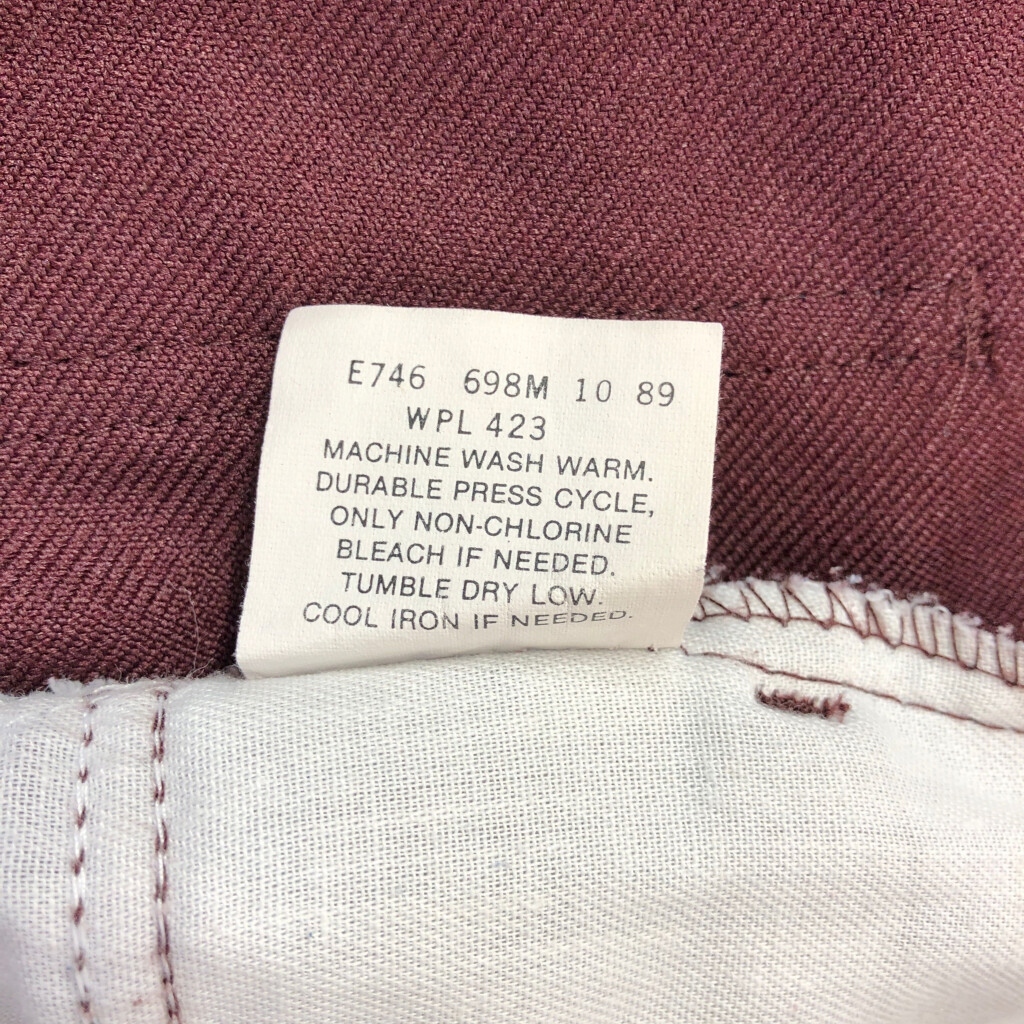 E746 698M 10 89
WPL 423
MACHINE WASH WARM.
DURABLE PRESS CYCLE,
ONLY NON-CHLORINE
BLEACH IF NEEDED.
TUMBLE DRY LOW.
COOL IRON IF NEEDED.